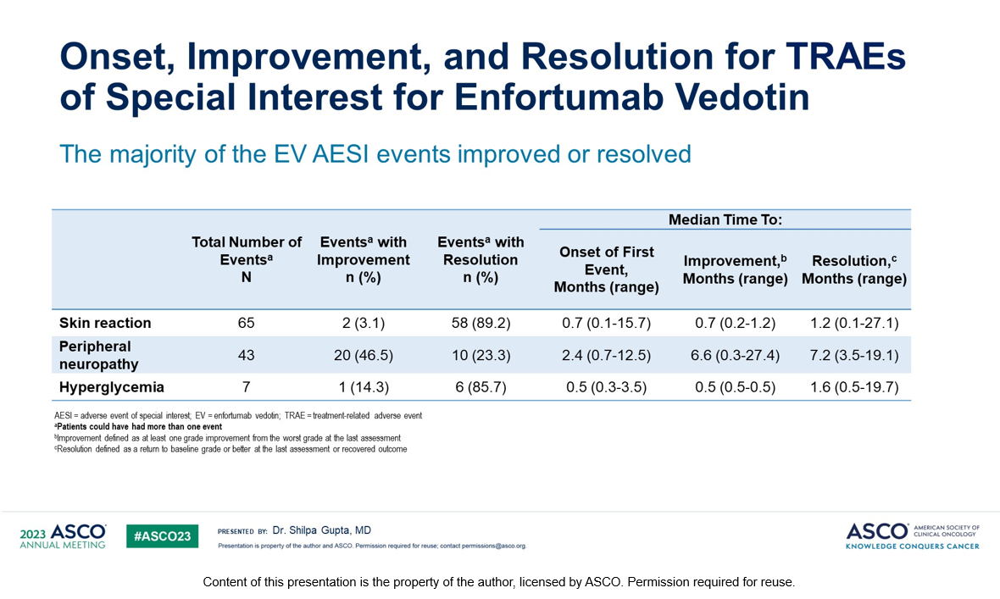 Onset, Improvement, and Resolution for TRAEs
of Special Interest for Enfortumab Vedotin
The majority of the EV AESI events improved or resolved
Median Time To:
Total Number of
Eventsᵃ
N
Eventsᵃ with
Improvement
n (%)
Eventsᵃ with
Resolution
n (%)
Onset of First
Event,
Months (range)
Improvement,ᵇ
Months (range)
Resolution,ᶜ
Months (range)
Skin reaction 65 2 (3.1) 58 (89.2) 0.7 (0.1-15.7) 0.7 (0.2-1.2) 1.2 (0.1-27.1)
Peripheral
neuropathy 43 20 (46.5) 10 (23.3) 2.4 (0.7-12.5) 6.6 (0.3-27.4) 7.2 (3.5-19.1)
Hyperglycemia 7 1 (14.3) 6 (85.7) 0.5 (0.3-3.5) 0.5 (0.5-0.5) 1.6 (0.5-19.7)
AESI = adverse event of special interest; EV = enfortumab vedotin; TRAE = treatment-related adverse event
ᵃPatients could have had more than one event
ᵇImprovement defined as at least one grade improvement from the worst grade at the last assessment
ᶜResolution defined as a return to baseline grade or better at the last assessment or recovered outcome
2023 ASCO
ANNUAL MEETING
#ASCO23
PRESENTED BY: Dr. Shilpa Gupta, MD
Presentation is property of the author and ASCO. Permission required for reuse; contact permissions@asco.org.
ASCO AMERICAN SOCIETY OF
CLINICAL ONCOLOGY
KNOWLEDGE CONQUERS CANCER
Content of this presentation is the property of the author, licensed by ASCO. Permission required for reuse.